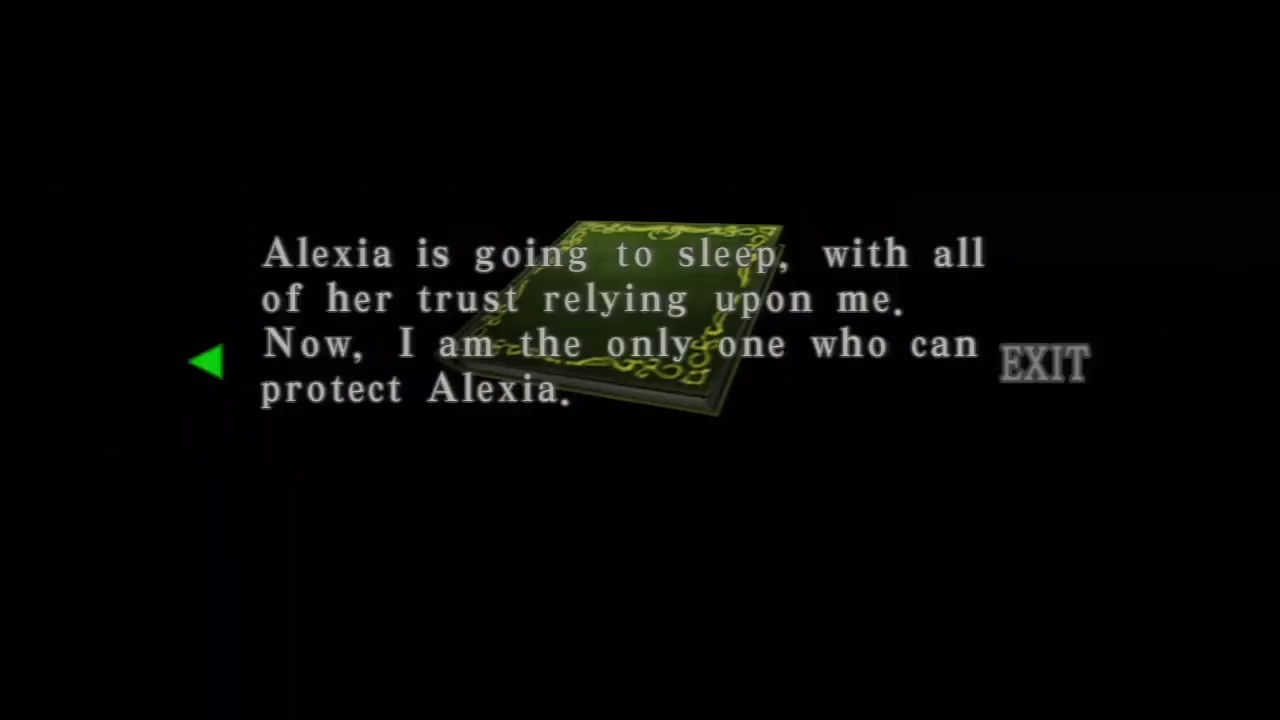 Alexia is going to sleep, with all
of her trust relying upon me.
Now, I am the only one who can
protect Alexia.
EXIT